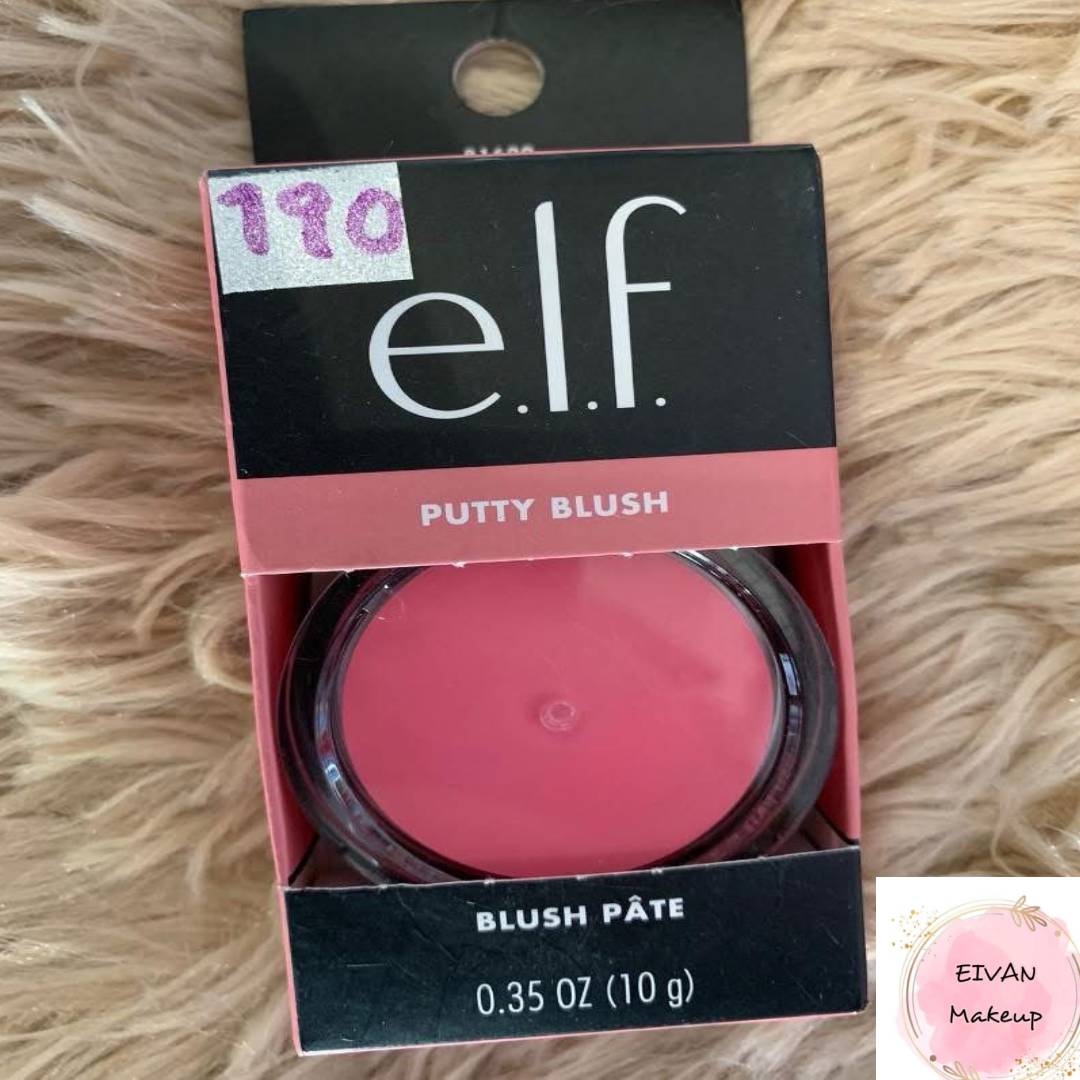 190
e.l.f.
PUTTY BLUSH
BLUSH PÂTE
0.35 OZ (10 g)
EIVAN
Makeup